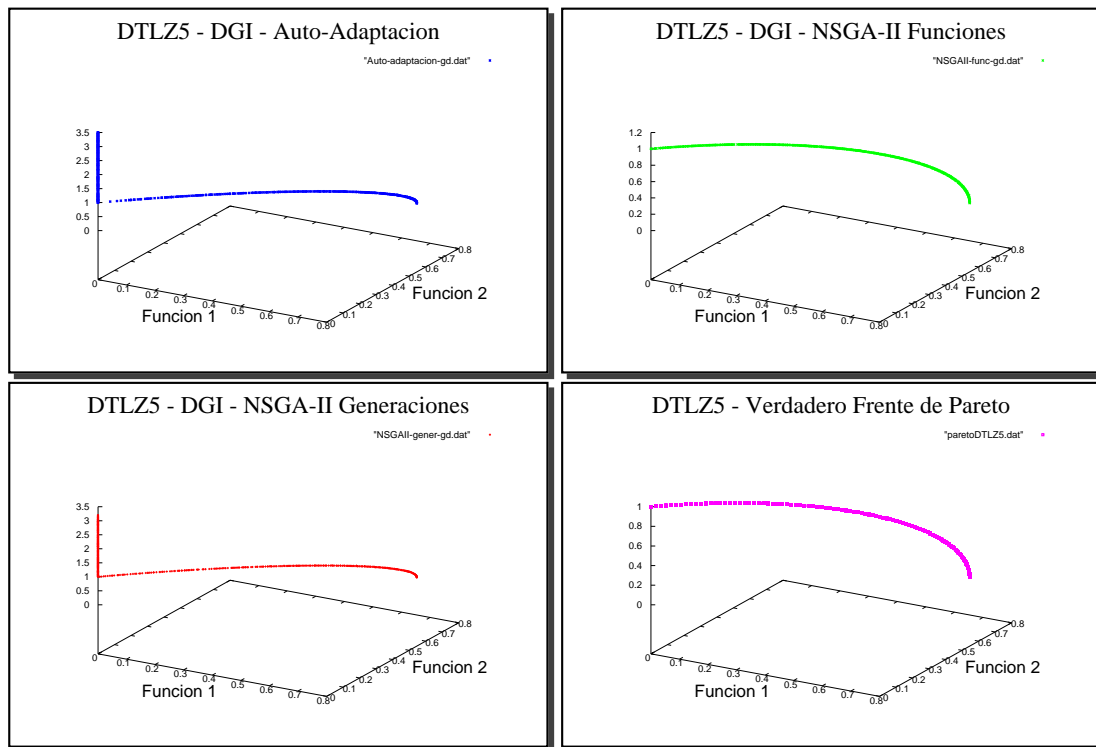 DTLZ5 - DGI - Auto-Adaptacion
"Auto-adaptacion-gd.dat"
3.5
3
2.5
2
1.5
1
0.5
0
0 0.1 0.2 0.3 0.4 0.5 0.6 0.7 0.8
Funcion 1
0 0.1 0.2 0.3 0.4 0.5 0.6 0.7 0.8
Funcion 2
DTLZ5 - DGI - NSGA-II Funciones
"NSGAII-func-gd.dat"
1.2
1
0.8
0.6
0.4
0.2
0
0 0.1 0.2 0.3 0.4 0.5 0.6 0.7 0.8
Funcion 1
0 0.1 0.2 0.3 0.4 0.5 0.6 0.7 0.8
Funcion 2
DTLZ5 - DGI - NSGA-II Generaciones
"NSGAII-gener-gd.dat"
3.5
3
2.5
2
1.5
1
0.5
0
0 0.1 0.2 0.3 0.4 0.5 0.6 0.7 0.8
Funcion 1
0 0.1 0.2 0.3 0.4 0.5 0.6 0.7 0.8
Funcion 2
DTLZ5 - Verdadero Frente de Pareto
"paretoDTLZ5.dat"
1
0.8
0.6
0.4
0.2
0
0 0.1 0.2 0.3 0.4 0.5 0.6 0.7 0.8
Funcion 1
0 0.1 0.2 0.3 0.4 0.5 0.6 0.7 0.8
Funcion 2